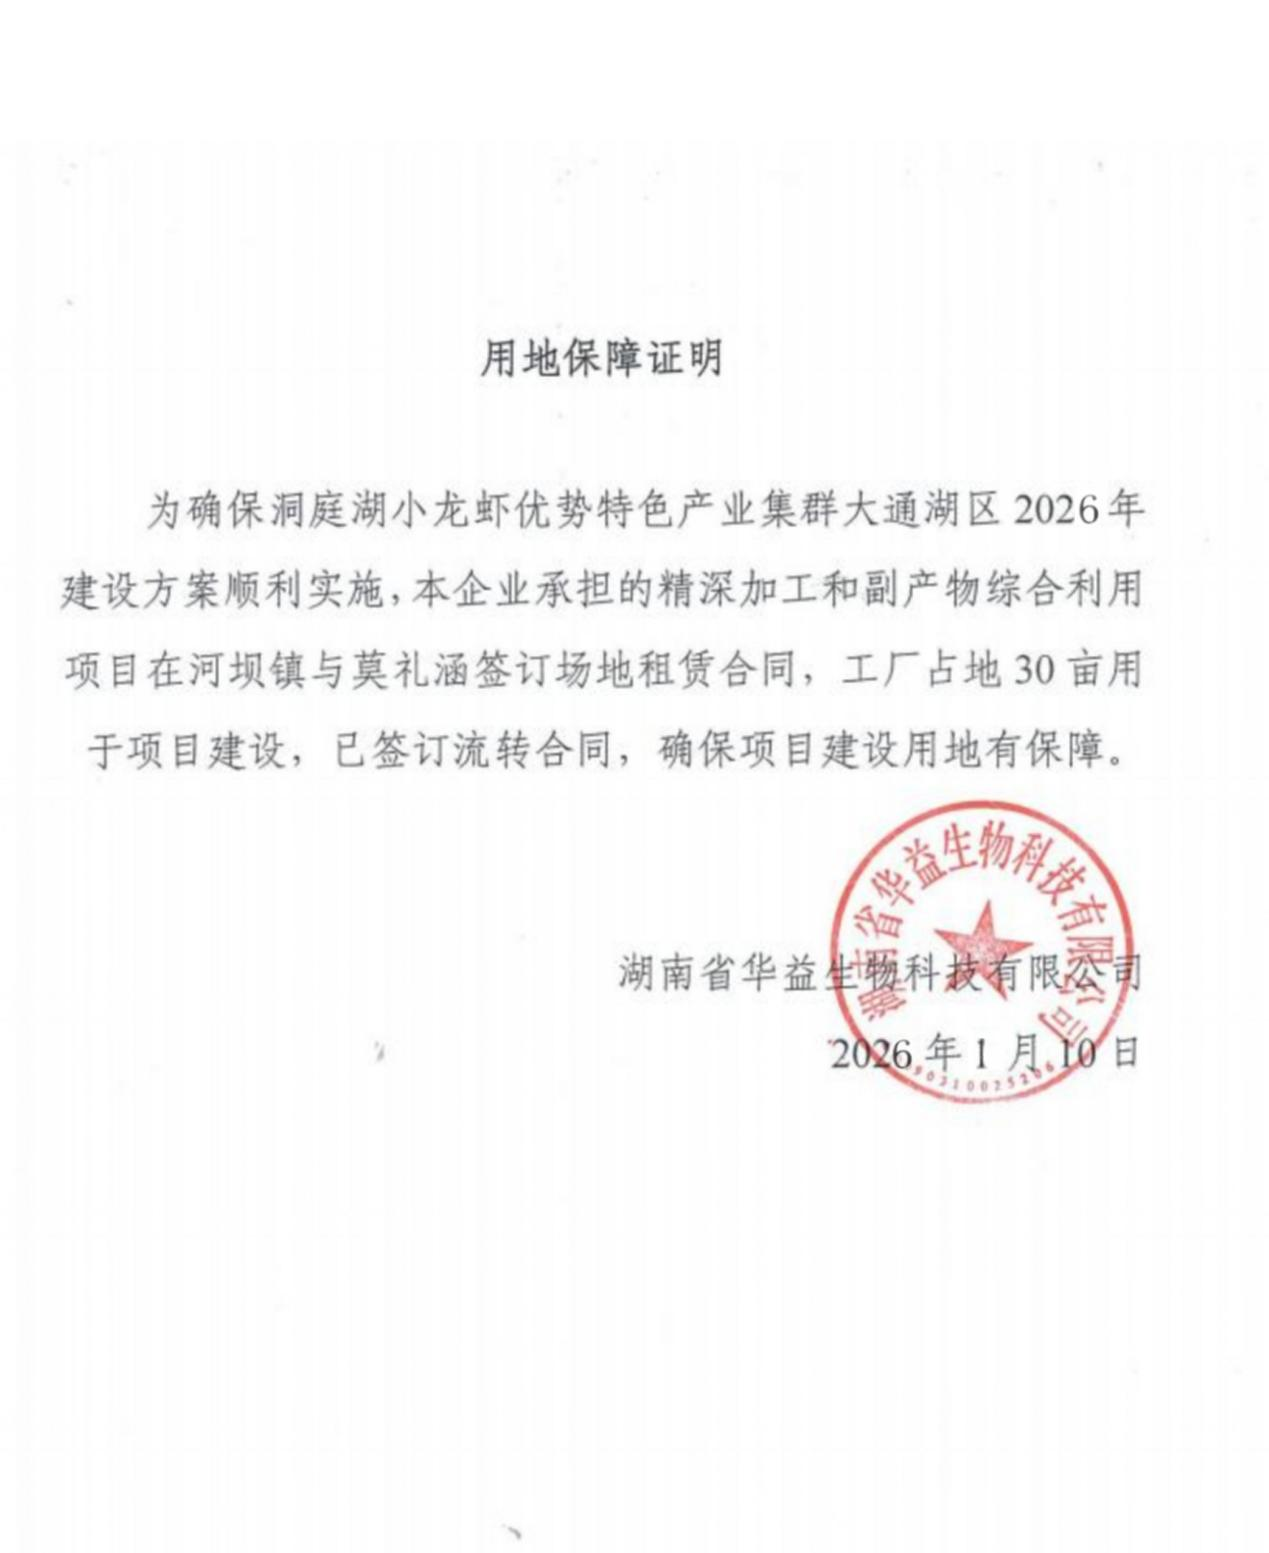 用地保障证明
为确保洞庭湖小龙虾优势特色产业集群大通湖区 2026 年
建设方案顺利实施,本企业承担的精深加工和副产物综合利用
项目在河坝镇与莫礼涵签订场地租赁合同，工厂占地 30 亩用
于项目建设，已签订流转合同，确保项目建设用地有保障。
湖南省华益生物科技有限公司
湖南省华益生物科技有限公司
2026 年 1 月 10 日